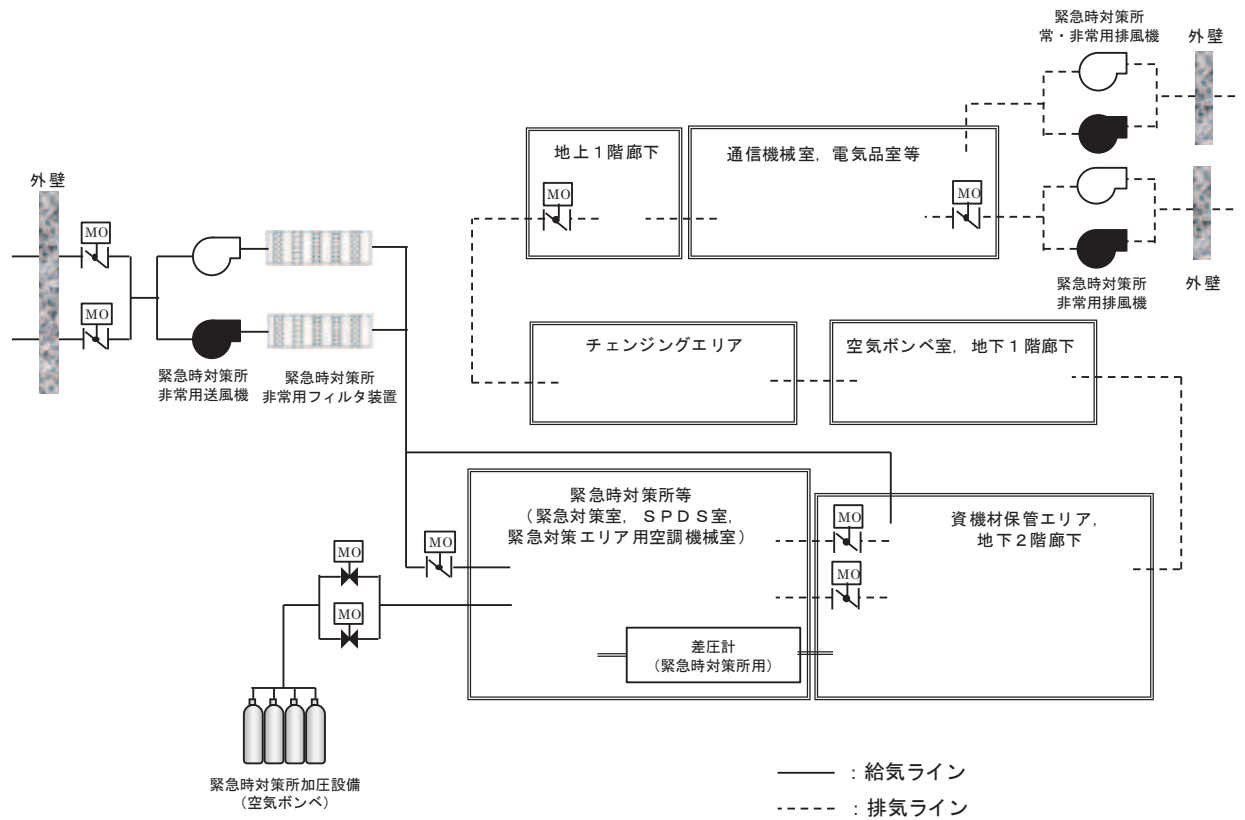 緊急時対策所
常・非常用排風機
外壁
地上1階廊下
通信機械室,電気品室等
MO
MO
外壁
MO
MO
緊急時対策所
非常用送風機
緊急時対策所
非常用フィルタ装置
緊急時対策所
非常用排風機
外壁
チェンジングエリア
空気ボンベ室,地下1階廊下
緊急時対策所等
(緊急対策室,SPDS室,
緊急対策エリア用空調機械室)
資機材保管エリア,
地下2階廊下
MO
MO
MO
MO
MO
差圧計
(緊急時対策所用)
緊急時対策所加圧設備
(空気ボンベ)
:給気ライン
:排気ライン